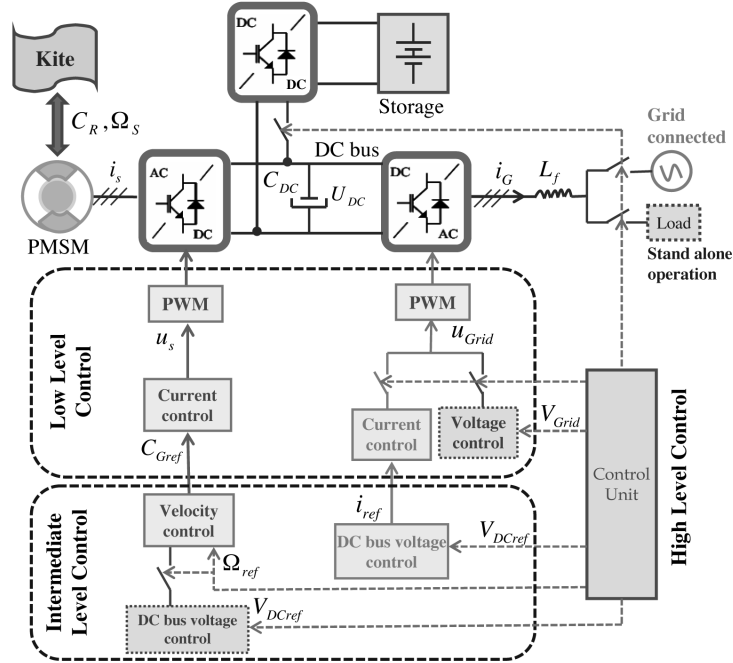 Kite
C_R, Ω_S
PMSM
i_s
AC
DC
DC
DC
Storage
DC bus
C_DC
U_DC
DC
AC
i_G
L_f
Grid
connected
Load
Stand alone
operation
Low Level
Control
PWM
u_s
Current
control
C_Gref
PWM
u_Grid
Current
control
Voltage
control
V_Grid
Intermediate
Level Control
Velocity
control
Ω_ref
DC bus voltage
control
V_DCref
i_ref
DC bus voltage
control
V_DCref
Control
Unit
High Level Control